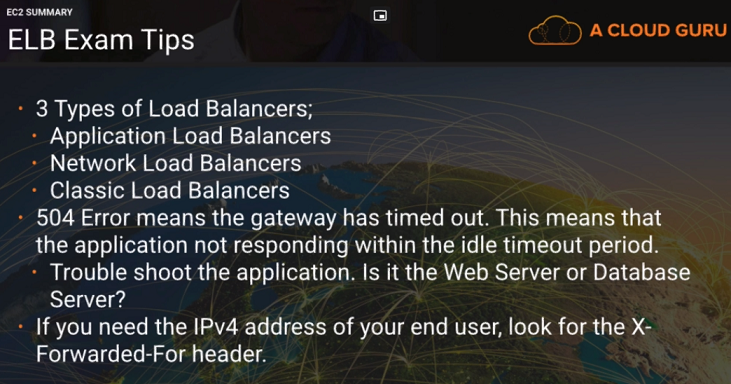 EC2 SUMMARY
ELB Exam Tips
A CLOUD GURU
• 3 Types of Load Balancers;
• Application Load Balancers
• Network Load Balancers
• Classic Load Balancers
• 504 Error means the gateway has timed out. This means that
the application not responding within the idle timeout period.
• Trouble shoot the application. Is it the Web Server or Database
Server?
• If you need the IPv4 address of your end user, look for the X-
Forwarded-For header.